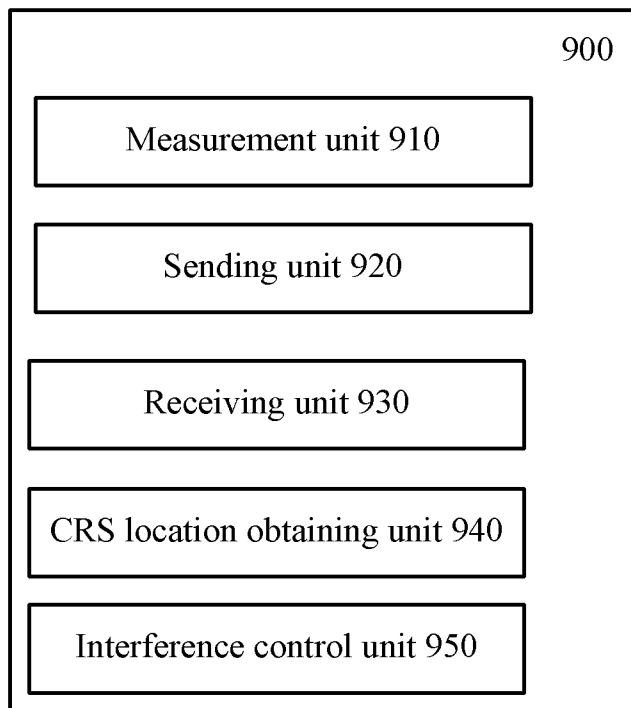 900
Measurement unit 910
Sending unit 920
Receiving unit 930
CRS location obtaining unit 940
Interference control unit 950